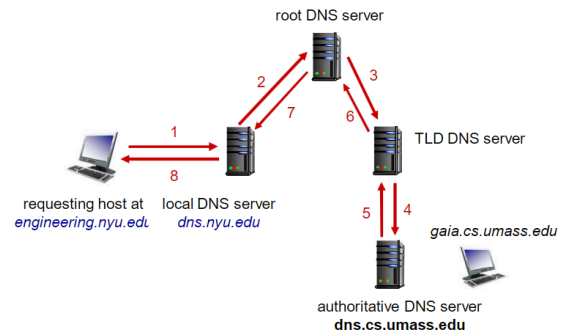 root DNS server
2
3
7
6
1
TLD DNS server
8
requesting host at
engineering.nyu.edu
local DNS server
dns.nyu.edu
5
4
gaia.cs.umass.edu
authoritative DNS server
dns.cs.umass.edu